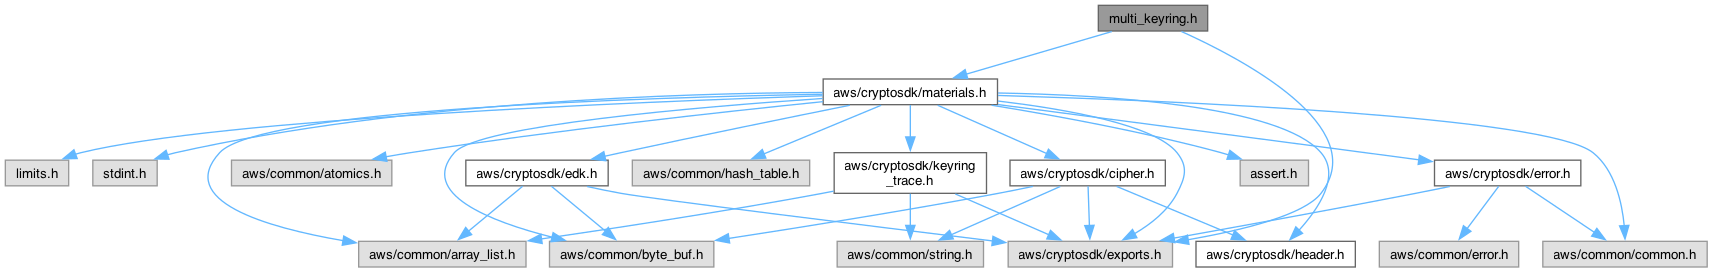 multi_keyring.h
aws/cryptosdk/materials.h
limits.h
stdint.h
aws/common/atomics.h
aws/cryptosdk/edk.h
aws/common/hash_table.h
aws/cryptosdk/keyring
_trace.h
aws/cryptosdk/cipher.h
assert.h
aws/cryptosdk/error.h
aws/common/array_list.h
aws/common/byte_buf.h
aws/common/string.h
aws/cryptosdk/exports.h
aws/cryptosdk/header.h
aws/common/error.h
aws/common/common.h